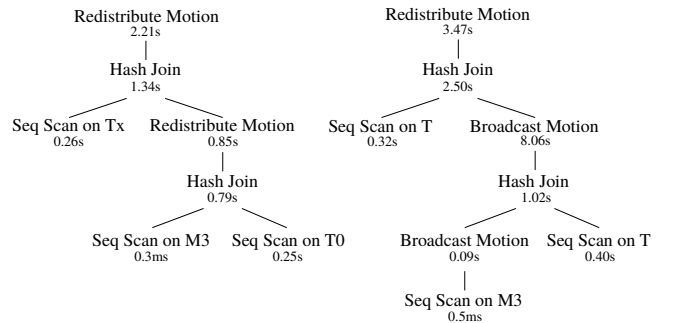 Redistribute Motion
2.21s
Hash Join
1.34s
Seq Scan on Tx
0.26s
Redistribute Motion
0.85s
Hash Join
0.79s
Seq Scan on M3
0.3ms
Seq Scan on T0
0.25s
Redistribute Motion
3.47s
Hash Join
2.50s
Seq Scan on T
0.32s
Broadcast Motion
8.06s
Hash Join
1.02s
Broadcast Motion
0.09s
Seq Scan on T
0.40s
Seq Scan on M3
0.5ms